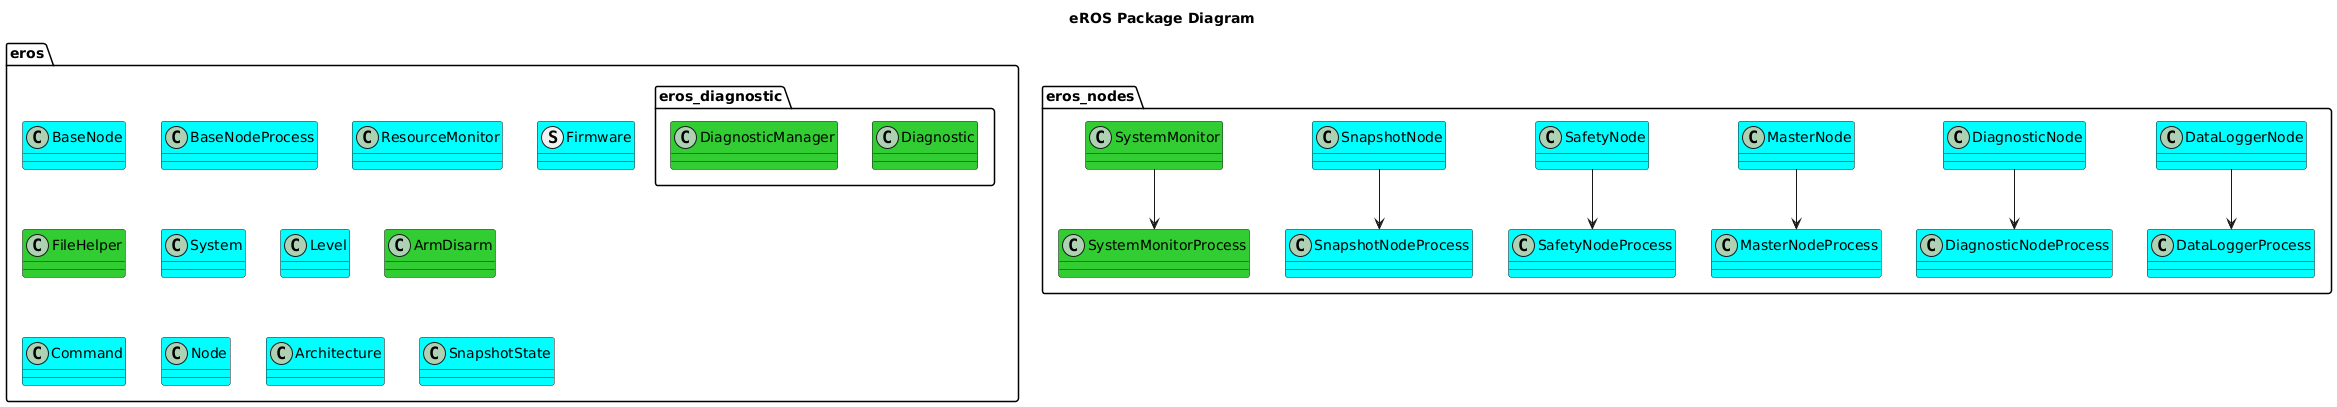 eROS Package Diagram
eros
C BaseNode
C BaseNodeProcess
C ResourceMonitor
S Firmware
eros_diagnostic
C DiagnosticManager
C Diagnostic
C FileHelper
C System
C Level
C ArmDisarm
C Command
C Node
C Architecture
C SnapshotState
eros_nodes
C SystemMonitor
C SnapshotNode
C SafetyNode
C MasterNode
C DiagnosticNode
C DataLoggerNode
C SystemMonitorProcess
C SnapshotNodeProcess
C SafetyNodeProcess
C MasterNodeProcess
C DiagnosticNodeProcess
C DataLoggerProcess